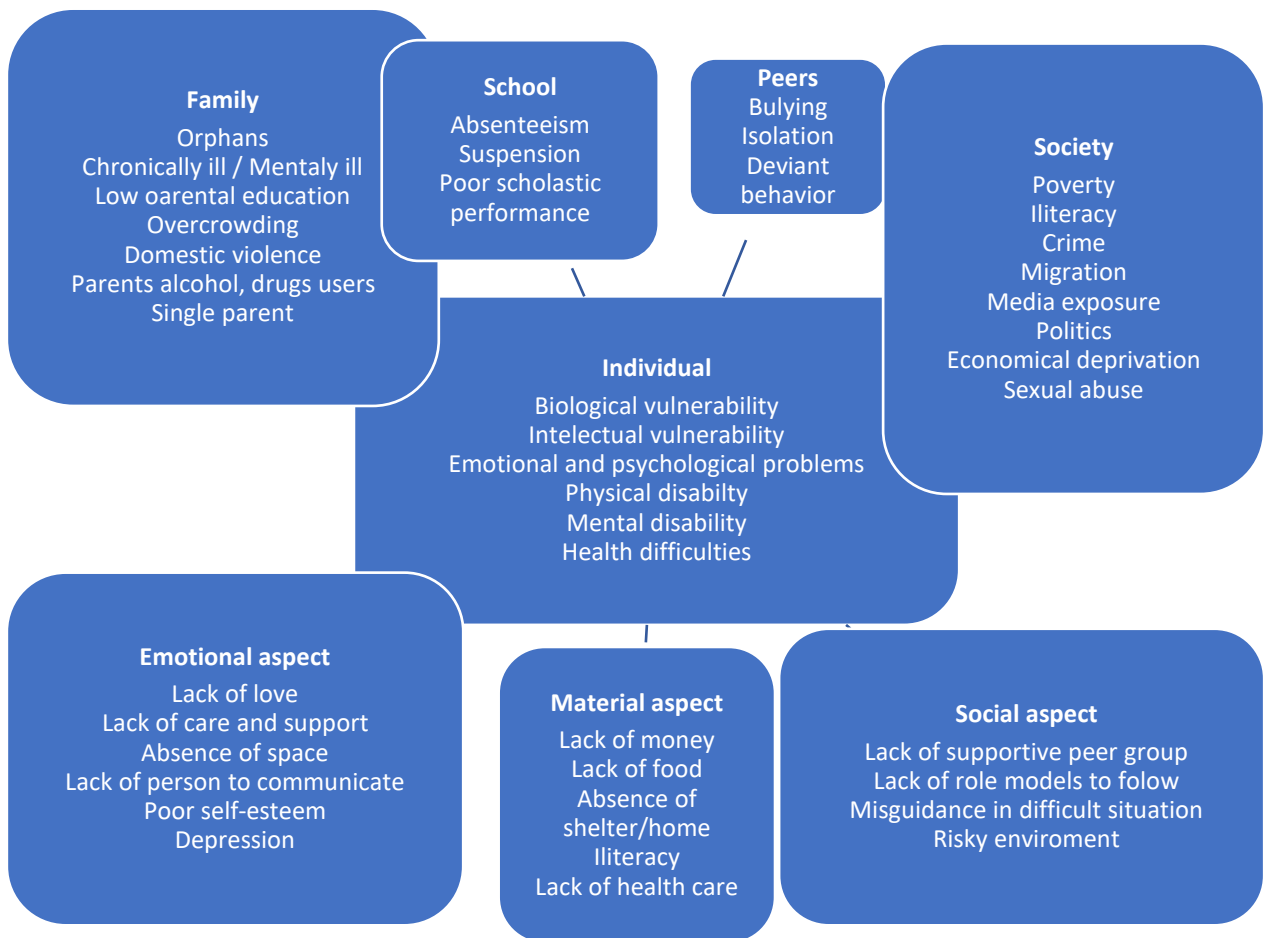 Family
Orphans
Chronically ill / Mentaly ill
Low oarental education
Overcrowding
Domestic violence
Parents alcohol, drugs users
Single parent
School
Absenteeism
Suspension
Poor scholastic
performance
Peers
Bulying
Isolation
Deviant
behavior
Society
Poverty
Iliteracy
Crime
Migration
Media exposure
Politics
Economical deprivation
Sexual abuse
Individual
Biological vulnerability
Intelectual vulnerability
Emotional and psychological problems
Physical disabilty
Mental disability
Health difficulties
Emotional aspect
Lack of love
Lack of care and support
Absence of space
Lack of person to communicate
Poor self-esteem
Depression
Material aspect
Lack of money
Lack of food
Absence of
shelter/home
Iliteracy
Lack of health care
Social aspect
Lack of supportive peer group
Lack of role models to folow
Misguidance in difficult situation
Risky enviroment